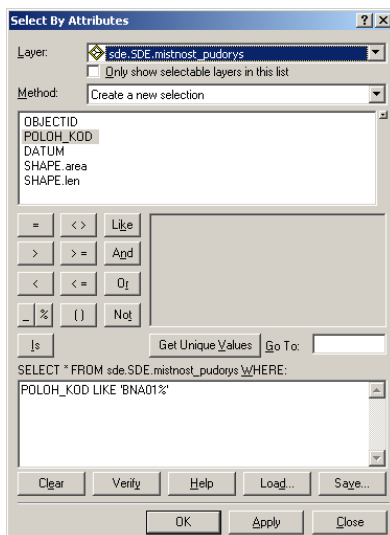 Select By Attributes
Layer: sde.SDE.mistnost_pudorys
Only show selectable layers in this list
Method: Create a new selection
OBJECTID
POLOH_KOD
DATUM
SHAPE.area
SHAPE.len
= <> Like
> >= And
< <= Or
_ % () Not
Is Get Unique Values Go To:
SELECT * FROM sde.SDE.mistnost_pudorys WHERE:
POLOH_KOD LIKE 'BNA01%'
Clear Verify Help Load... Save...
OK Apply Close